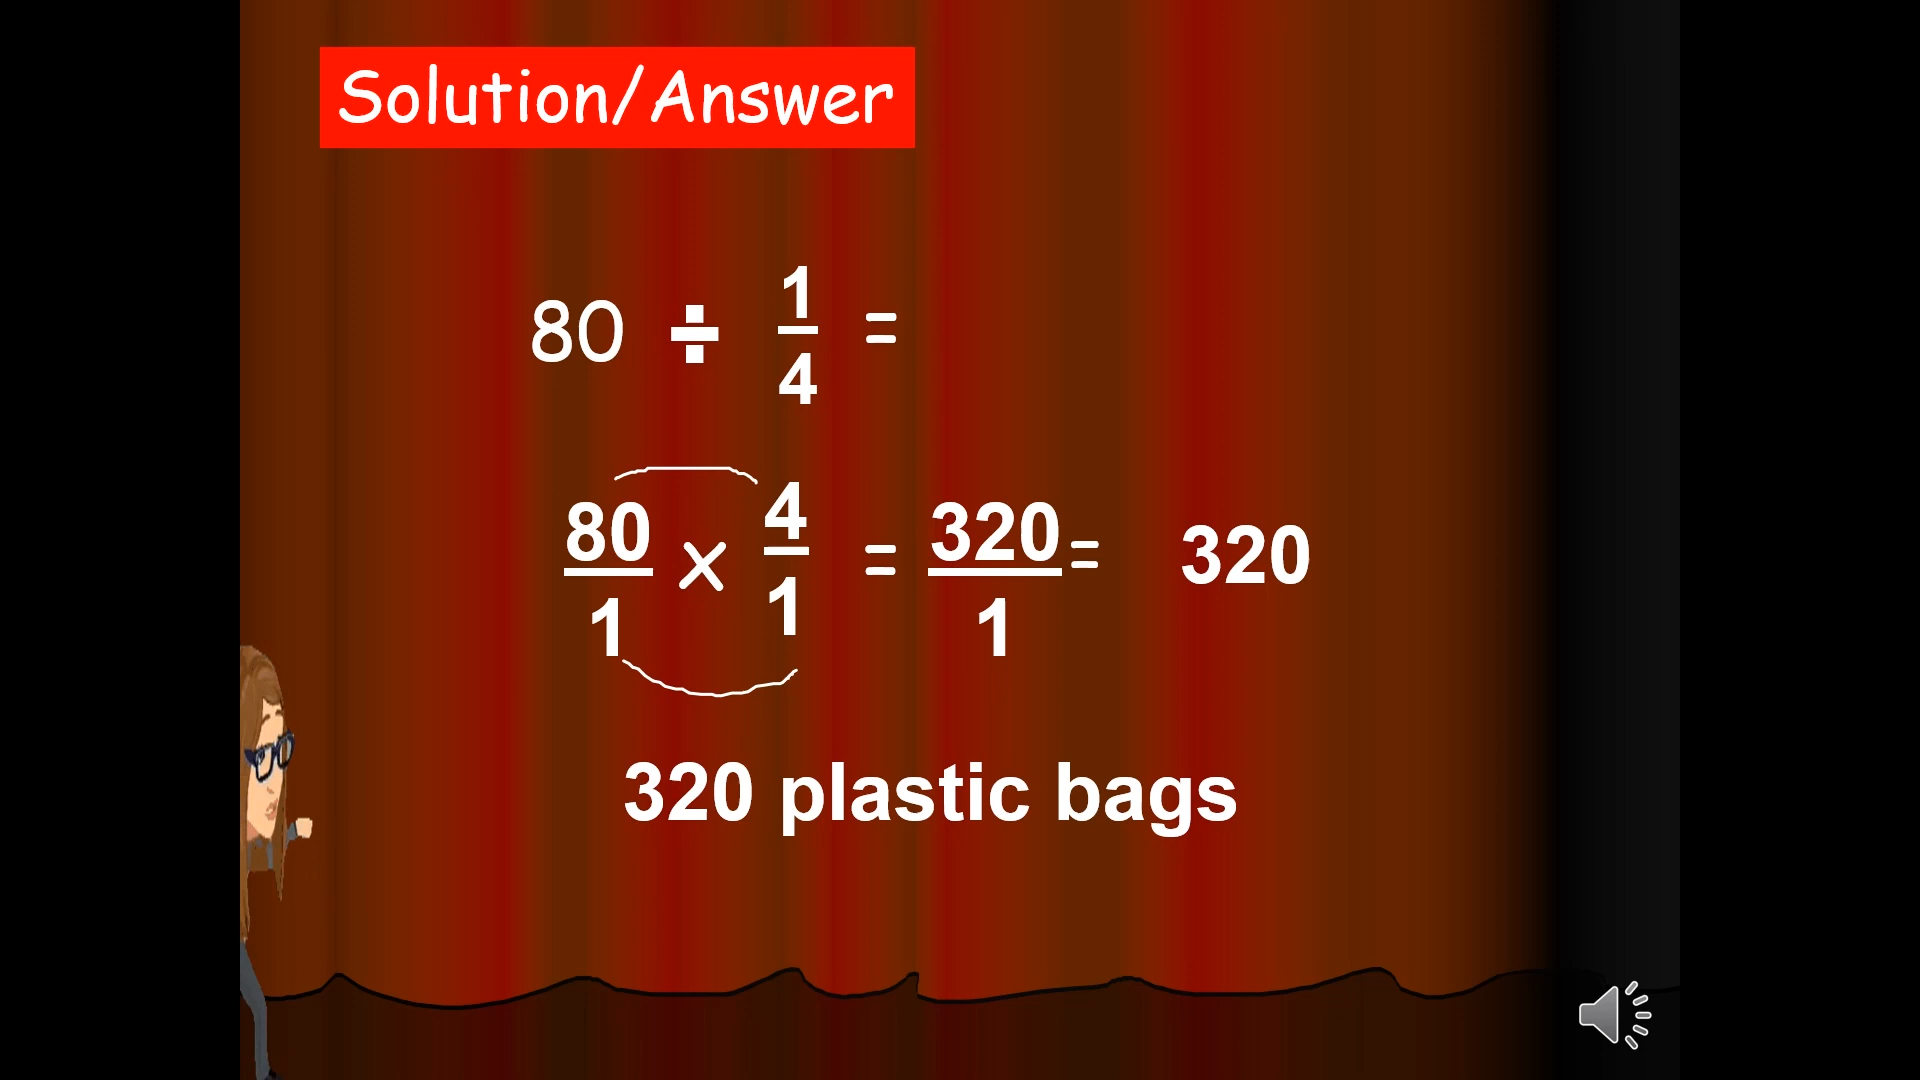 Solution/Answer
80 ÷ 1/4 =
80/1 x 4/1 = 320/1 = 320
320 plastic bags